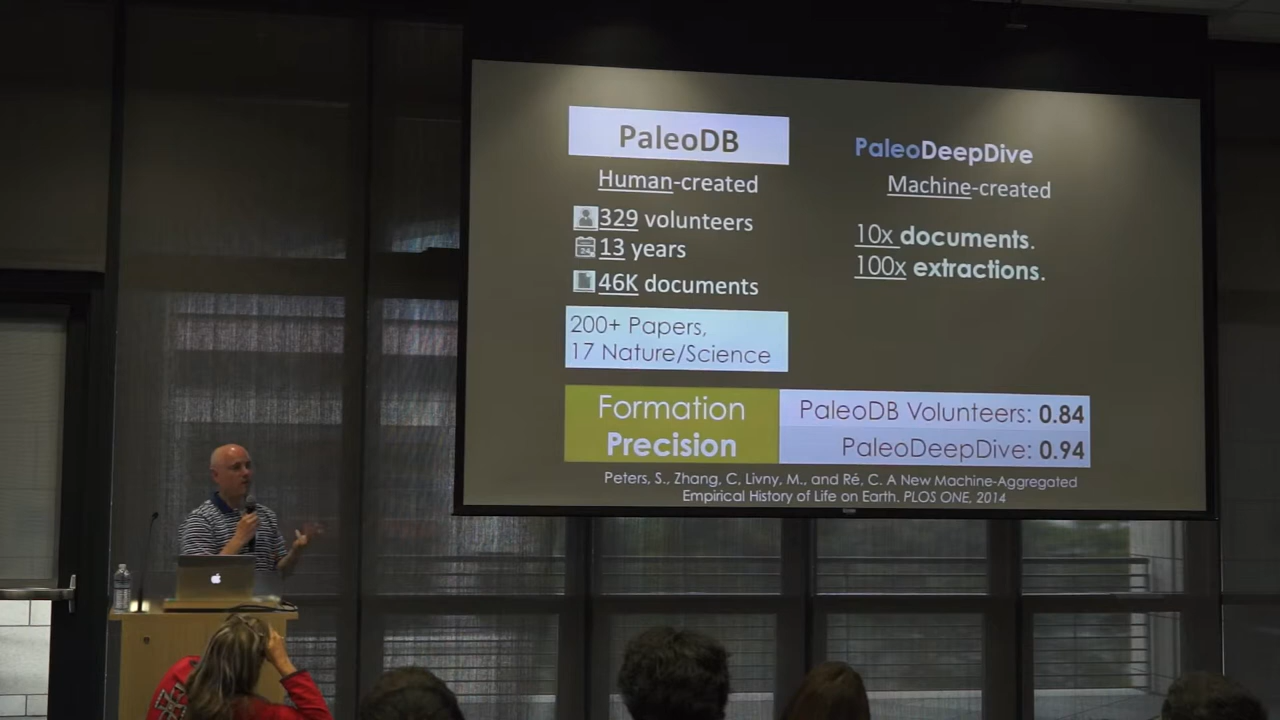 PaleoDB
Human-created
329 volunteers
13 years
46K documents
200+ Papers,
17 Nature/Science
PaleoDeepDive
Machine-created
10x documents.
100x extractions.
Formation
Precision
PaleoDB Volunteers: 0.84
PaleoDeepDive: 0.94
Peters, S., Zhang, C, Livny, M., and Ré, C. A New Machine-Aggregated
Empirical History of Life on Earth. PLOS ONE, 2014